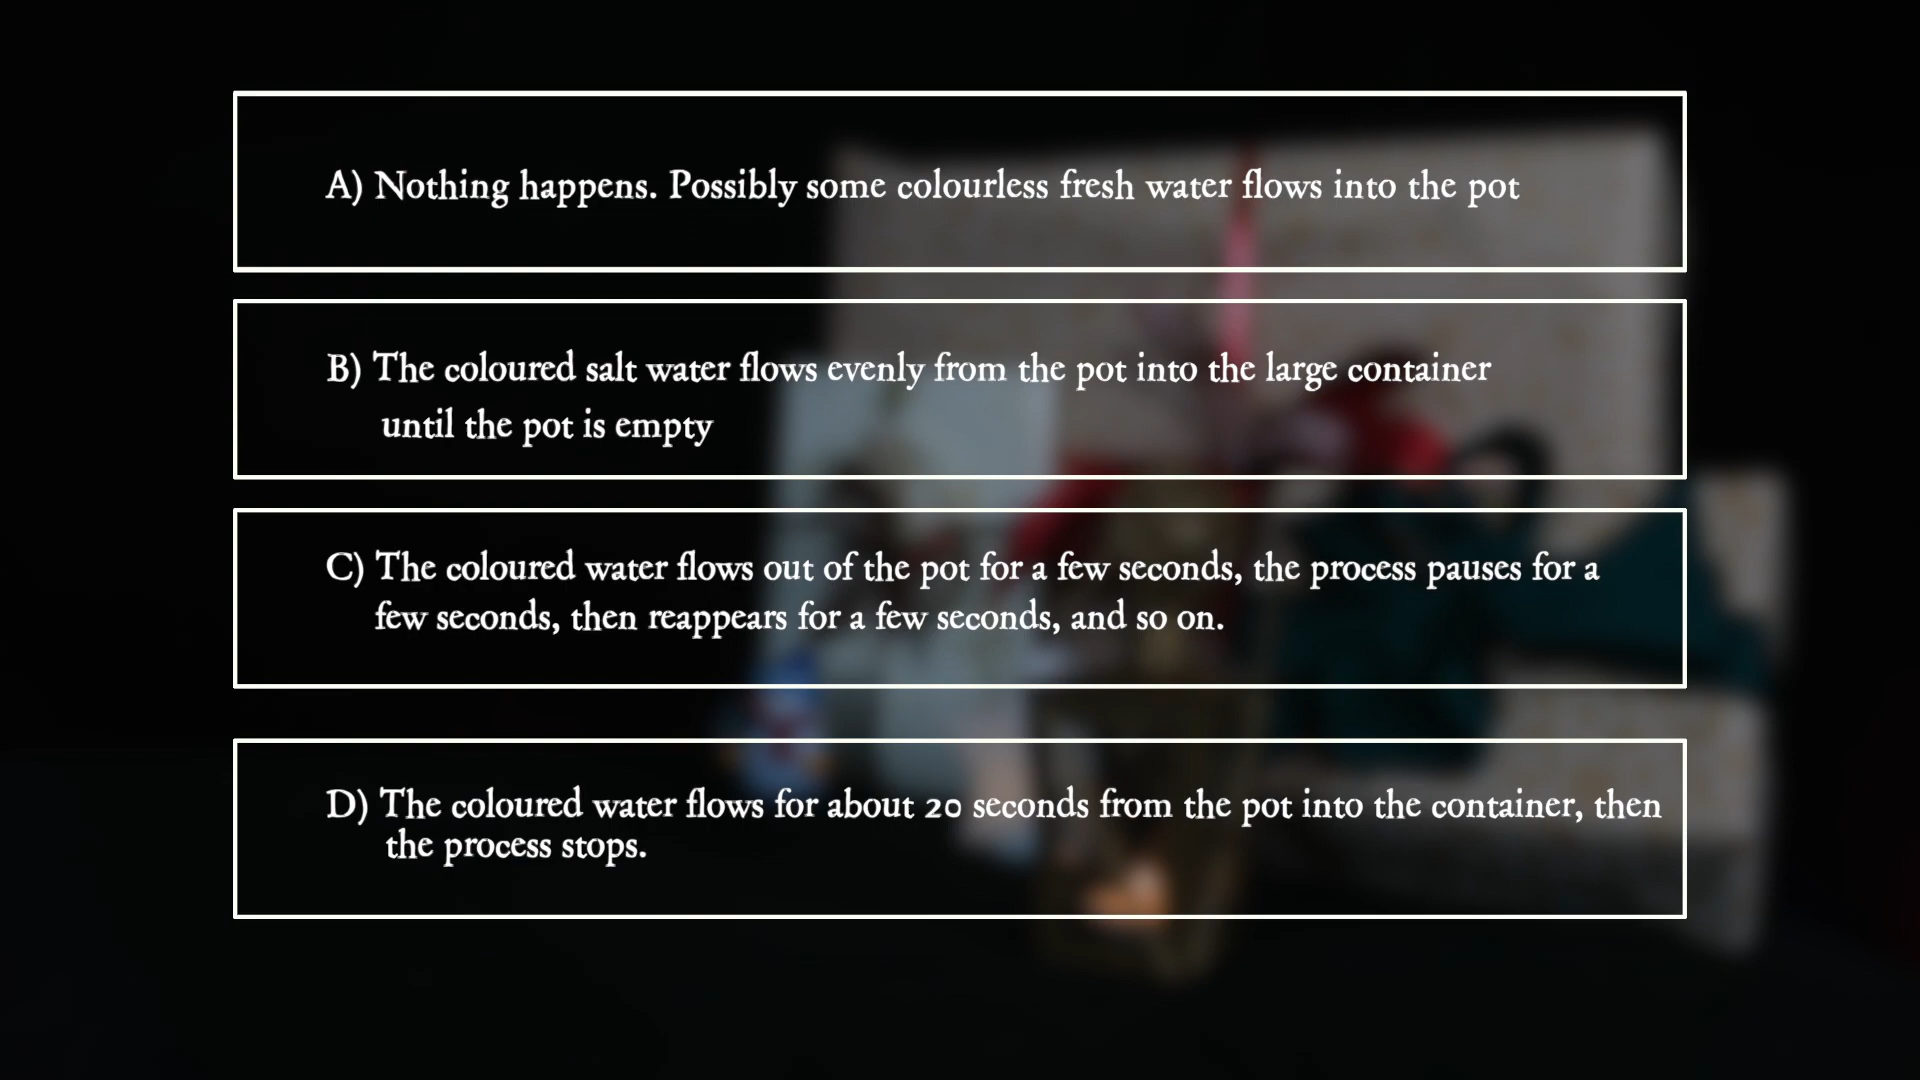 A) Nothing happens. Possibly some colourless fresh water flows into the pot
B) The coloured salt water flows evenly from the pot into the large container
until the pot is empty
C) The coloured water flows out of the pot for a few seconds, the process pauses for a
few seconds, then reappears for a few seconds, and so on.
D) The coloured water flows for about 20 seconds from the pot into the container, then
the process stops.